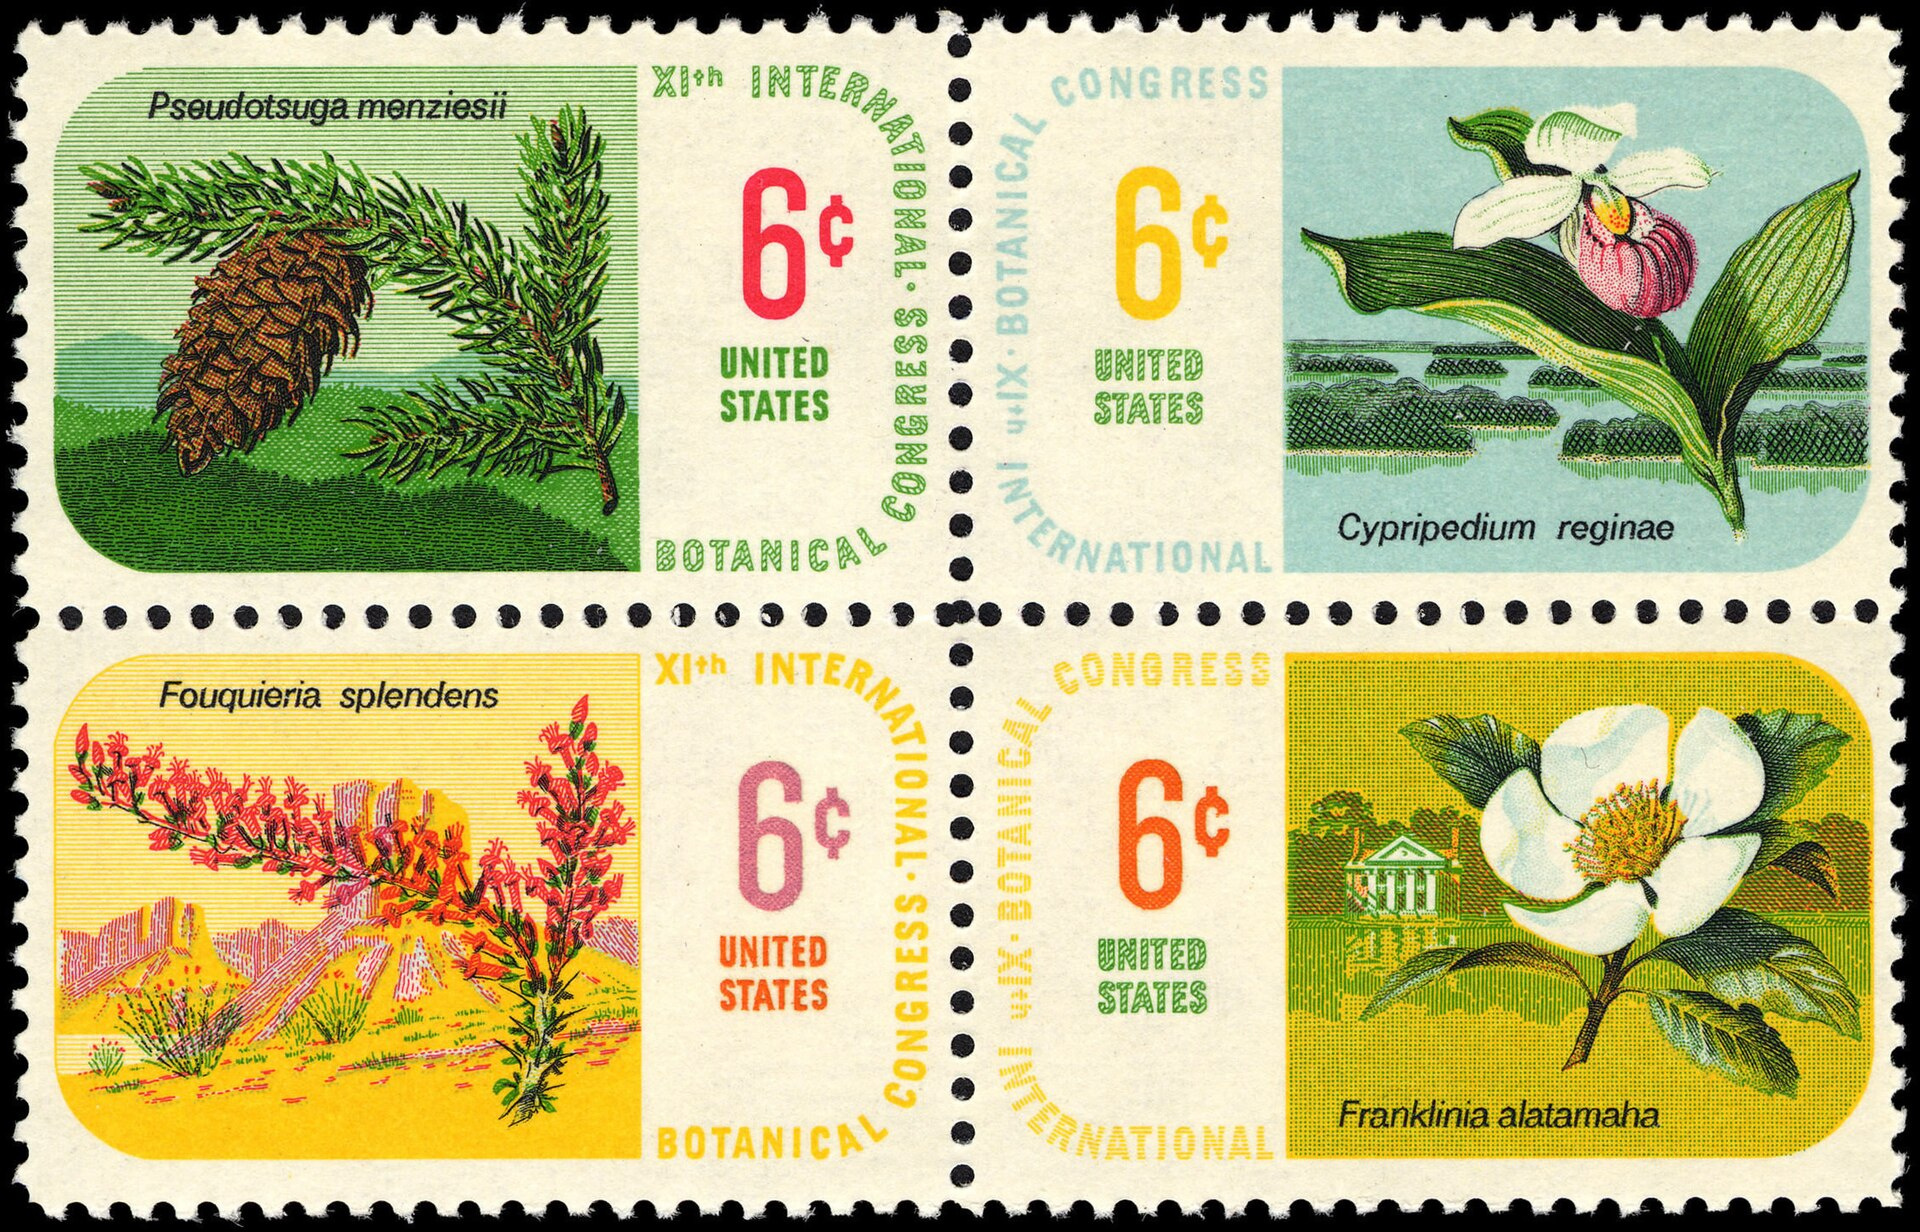 Pseudotsuga menziesii
XIth INTERNATIONAL · BOTANICAL CONGRESS
6¢
UNITED
STATES
XIth INTERNATIONAL · BOTANICAL CONGRESS
6¢
UNITED
STATES
Cypripedium reginae
Fouquieria splendens
XIth INTERNATIONAL · BOTANICAL CONGRESS
6¢
UNITED
STATES
XIth INTERNATIONAL · BOTANICAL CONGRESS
6¢
UNITED
STATES
Franklinia alatamaha